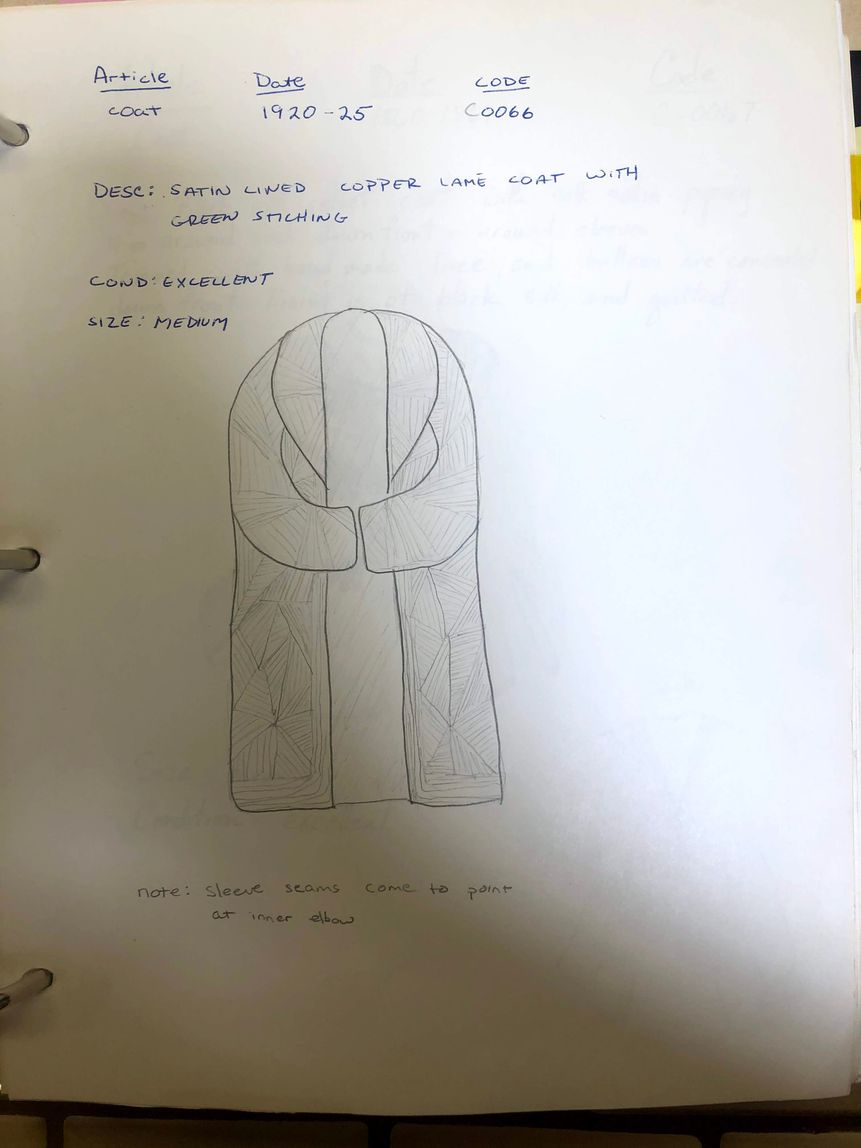 Article Date CODE
coat 1920-25 C0066
DESC: SATIN LINED COPPER LAMÉ COAT WITH
GREEN STICHING
COND: EXCELLENT
SIZE: MEDIUM
note: sleeve seams come to point
at inner elbow